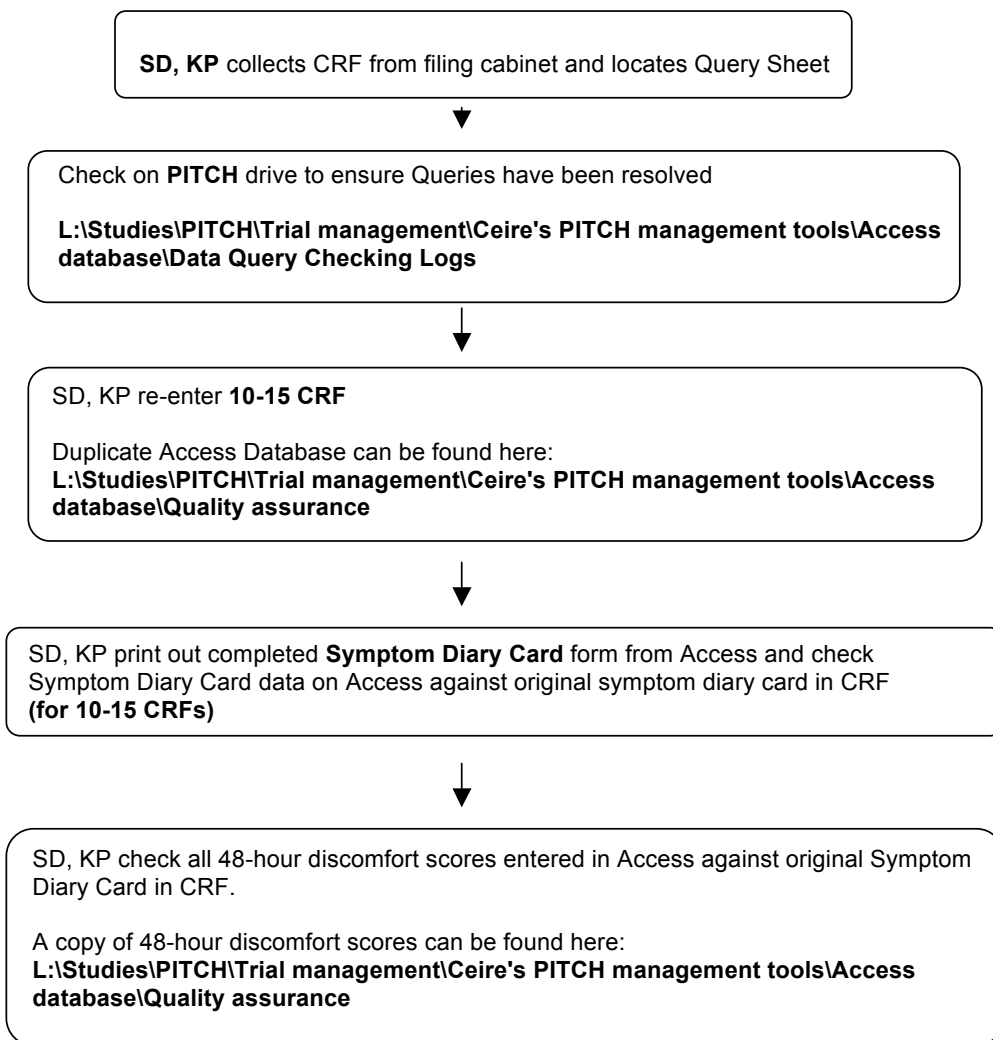 SD, KP collects CRF from filing cabinet and locates Query Sheet
Check on PITCH drive to ensure Queries have been resolved
L:\Studies\PITCH\Trial management\Ceire's PITCH management tools\Access
database\Data Query Checking Logs
SD, KP re-enter 10-15 CRF
Duplicate Access Database can be found here:
L:\Studies\PITCH\Trial management\Ceire's PITCH management tools\Access
database\Quality assurance
SD, KP print out completed Symptom Diary Card form from Access and check
Symptom Diary Card data on Access against original symptom diary card in CRF
(for 10-15 CRFs)
SD, KP check all 48-hour discomfort scores entered in Access against original Symptom
Diary Card in CRF.
A copy of 48-hour discomfort scores can be found here:
L:\Studies\PITCH\Trial management\Ceire's PITCH management tools\Access
database\Quality assurance